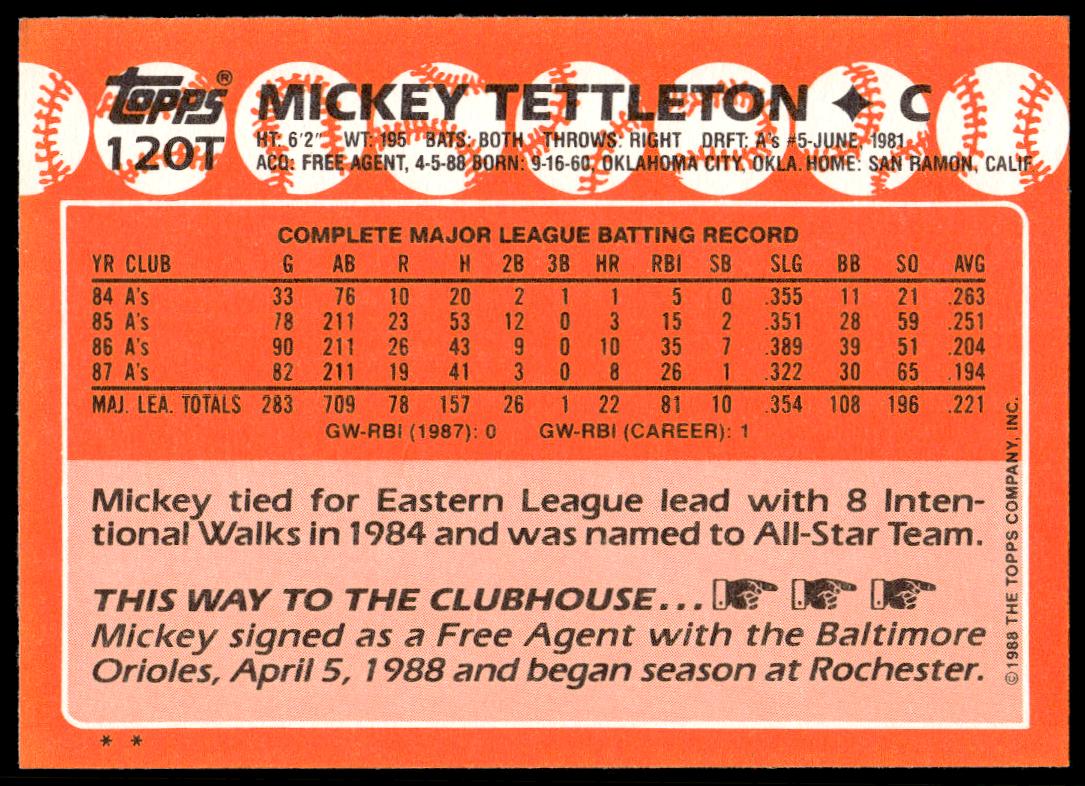 topps® MICKEY TETTLETON ✦ C
120T
HT: 6'2" WT: 195 BATS: BOTH THROWS: RIGHT DRFT: A's #5-JUNE, 1981
ACQ: FREE AGENT, 4-5-88 BORN: 9-16-60, OKLAHOMA CITY, OKLA. HOME: SAN RAMON, CALIF.
COMPLETE MAJOR LEAGUE BATTING RECORD
YR CLUB G AB R H 2B 3B HR RBI SB SLG BB SO AVG
84 A's 33 76 10 20 2 1 1 5 0 .355 11 21 .263
85 A's 78 211 23 53 12 0 3 15 2 .351 28 59 .251
86 A's 90 211 26 43 9 0 10 35 7 .389 39 51 .204
87 A's 82 211 19 41 3 0 8 26 1 .322 30 65 .194
MAJ. LEA. TOTALS 283 709 78 157 26 1 22 81 10 .354 108 196 .221
GW-RBI (1987): 0 GW-RBI (CAREER): 1
Mickey tied for Eastern League lead with 8 Inten-
tional Walks in 1984 and was named to All-Star Team.
THIS WAY TO THE CLUBHOUSE...
Mickey signed as a Free Agent with the Baltimore
Orioles, April 5, 1988 and began season at Rochester.
©1988 THE TOPPS COMPANY, INC.
* *